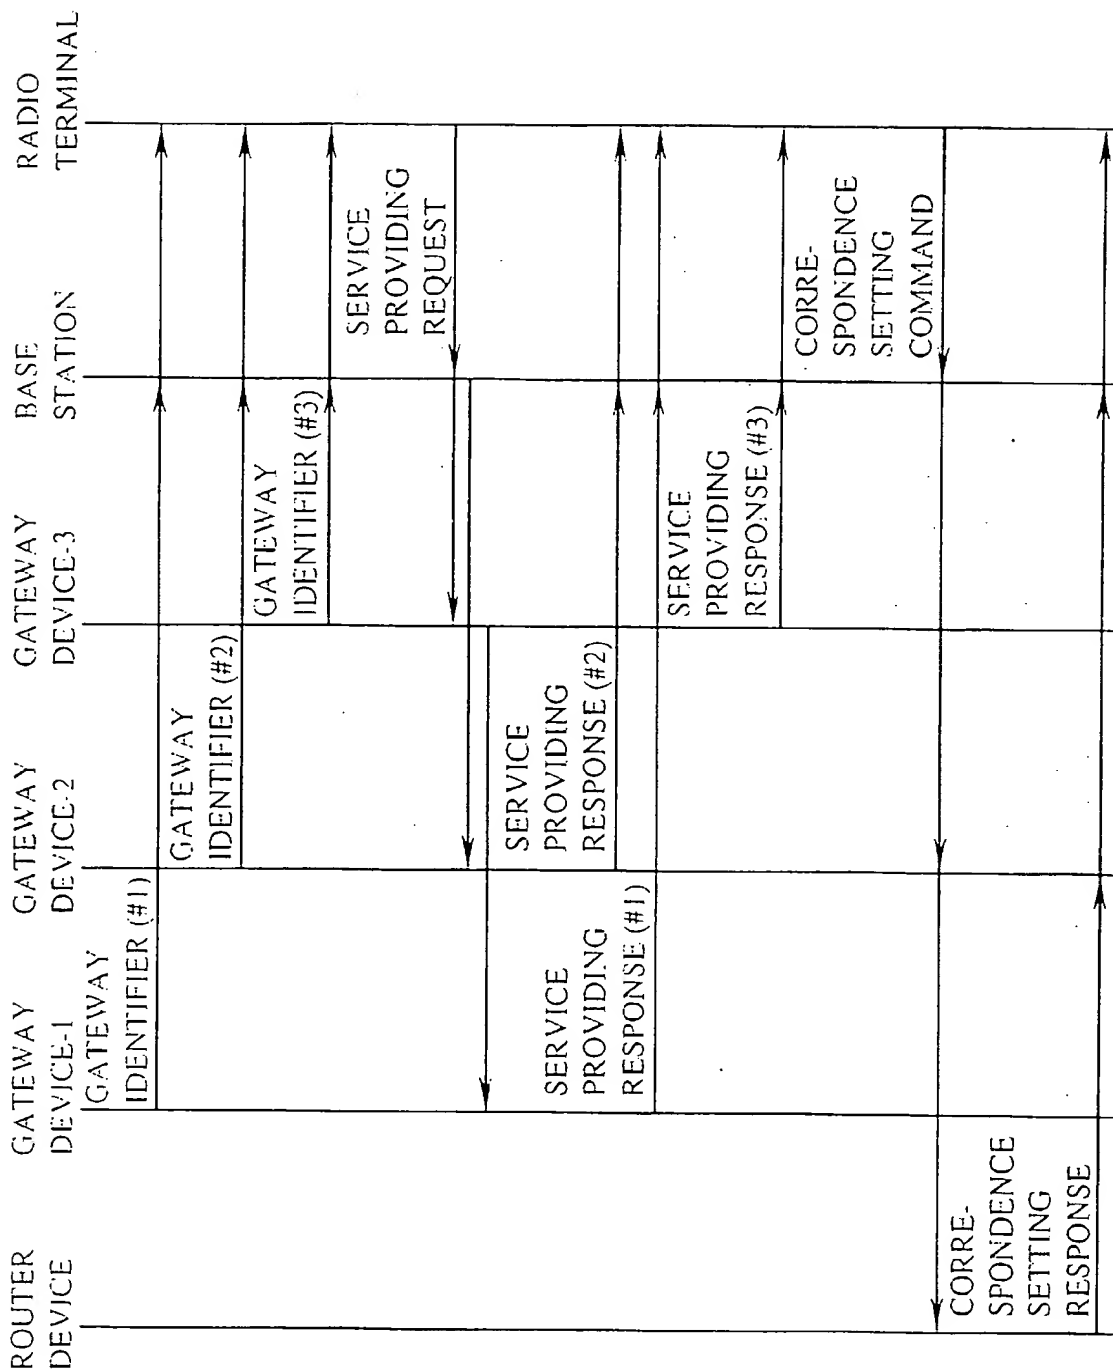 ROUTER
DEVICE
GATEWAY
DEVICE-1
GATEWAY
DEVICE-2
GATEWAY
DEVICE-3
BASE
STATION
RADIO
TERMINAL
GATEWAY
IDENTIFIER (#1)
GATEWAY
IDENTIFIER (#2)
GATEWAY
IDENTIFIER (#3)
SERVICE
PROVIDING
REQUEST
SERVICE
PROVIDING
RESPONSE (#2)
SERVICE
PROVIDING
RESPONSE (#1)
SERVICE
PROVIDING
RESPONSE (#3)
CORRE-
SPONDENCE
SETTING
COMMAND
CORRE-
SPONDENCE
SETTING
RESPONSE